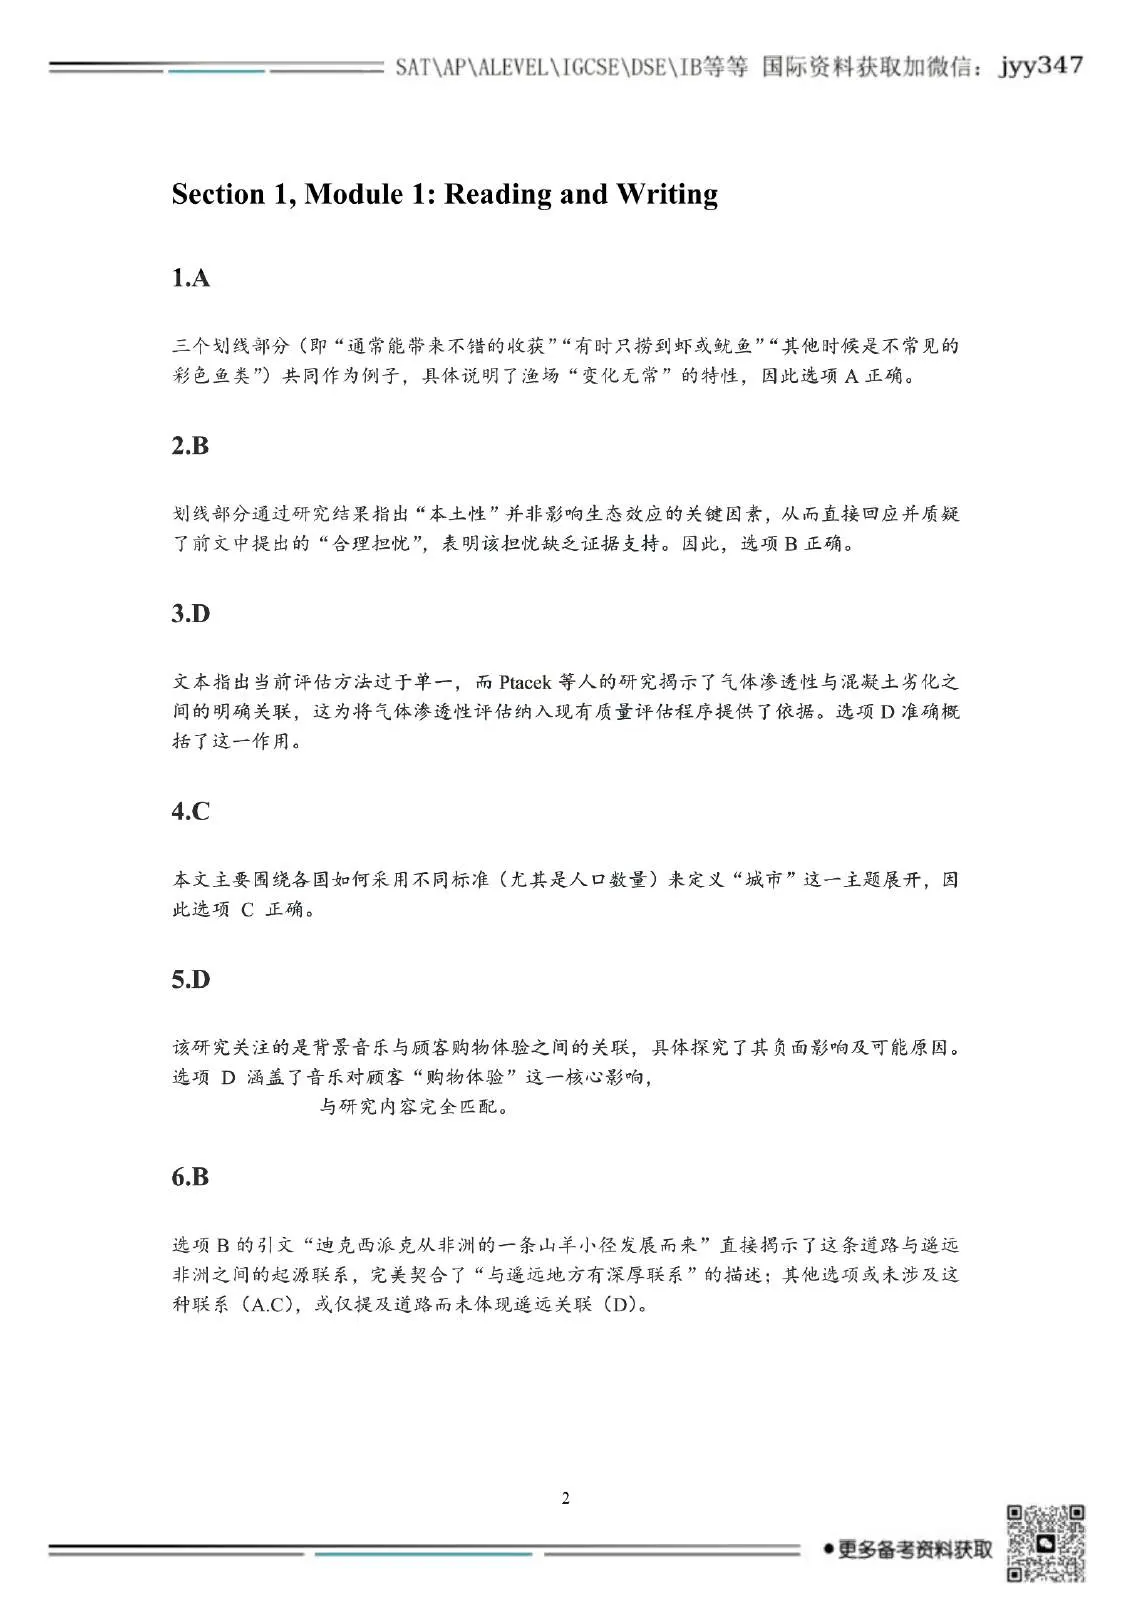 SAT\AP\ALEVEL\IGCSE\DSE\IB等等 国际资料获取加微信: jyy347
Section 1, Module 1: Reading and Writing
1.A
三个划线部分（即“通常能带来不错的收获”“有时只捞到虾或鱿鱼”“其他时候是不常见的
彩色鱼类”）共同作为例子，具体说明了渔场“变化无常”的特性，因此选项 A 正确。
2.B
划线部分通过研究结果指出“本土性”并非影响生态效应的关键因素，从而直接回应并质疑
了前文中提出的“合理担忧”，表明该担忧缺乏证据支持。因此，选项 B 正确。
3.D
文本指出当前评估方法过于单一，而 Ptacek 等人的研究揭示了气体渗透性与混凝土劣化之
间的明确关联，这为将气体渗透性评估纳入现有质量评估程序提供了依据。选项 D 准确概
括了这一作用。
4.C
本文主要围绕各国如何采用不同标准（尤其是人口数量）来定义“城市”这一主题展开，因
此选项 C 正确。
5.D
该研究关注的是背景音乐与顾客购物体验之间的关联，具体探究了其负面影响及可能原因。
选项 D 涵盖了音乐对顾客“购物体验”这一核心影响，
与研究内容完全匹配。
6.B
选项 B 的引文“迪克西派克从非洲的一条山羊小径发展而来”直接揭示了这条道路与遥远
非洲之间的起源联系，完美契合了“与遥远地方有深厚联系”的描述；其他选项或未涉及这
种联系（A.C），或仅提及道路而未体现遥远关联（D）。
2
●更多备考资料获取